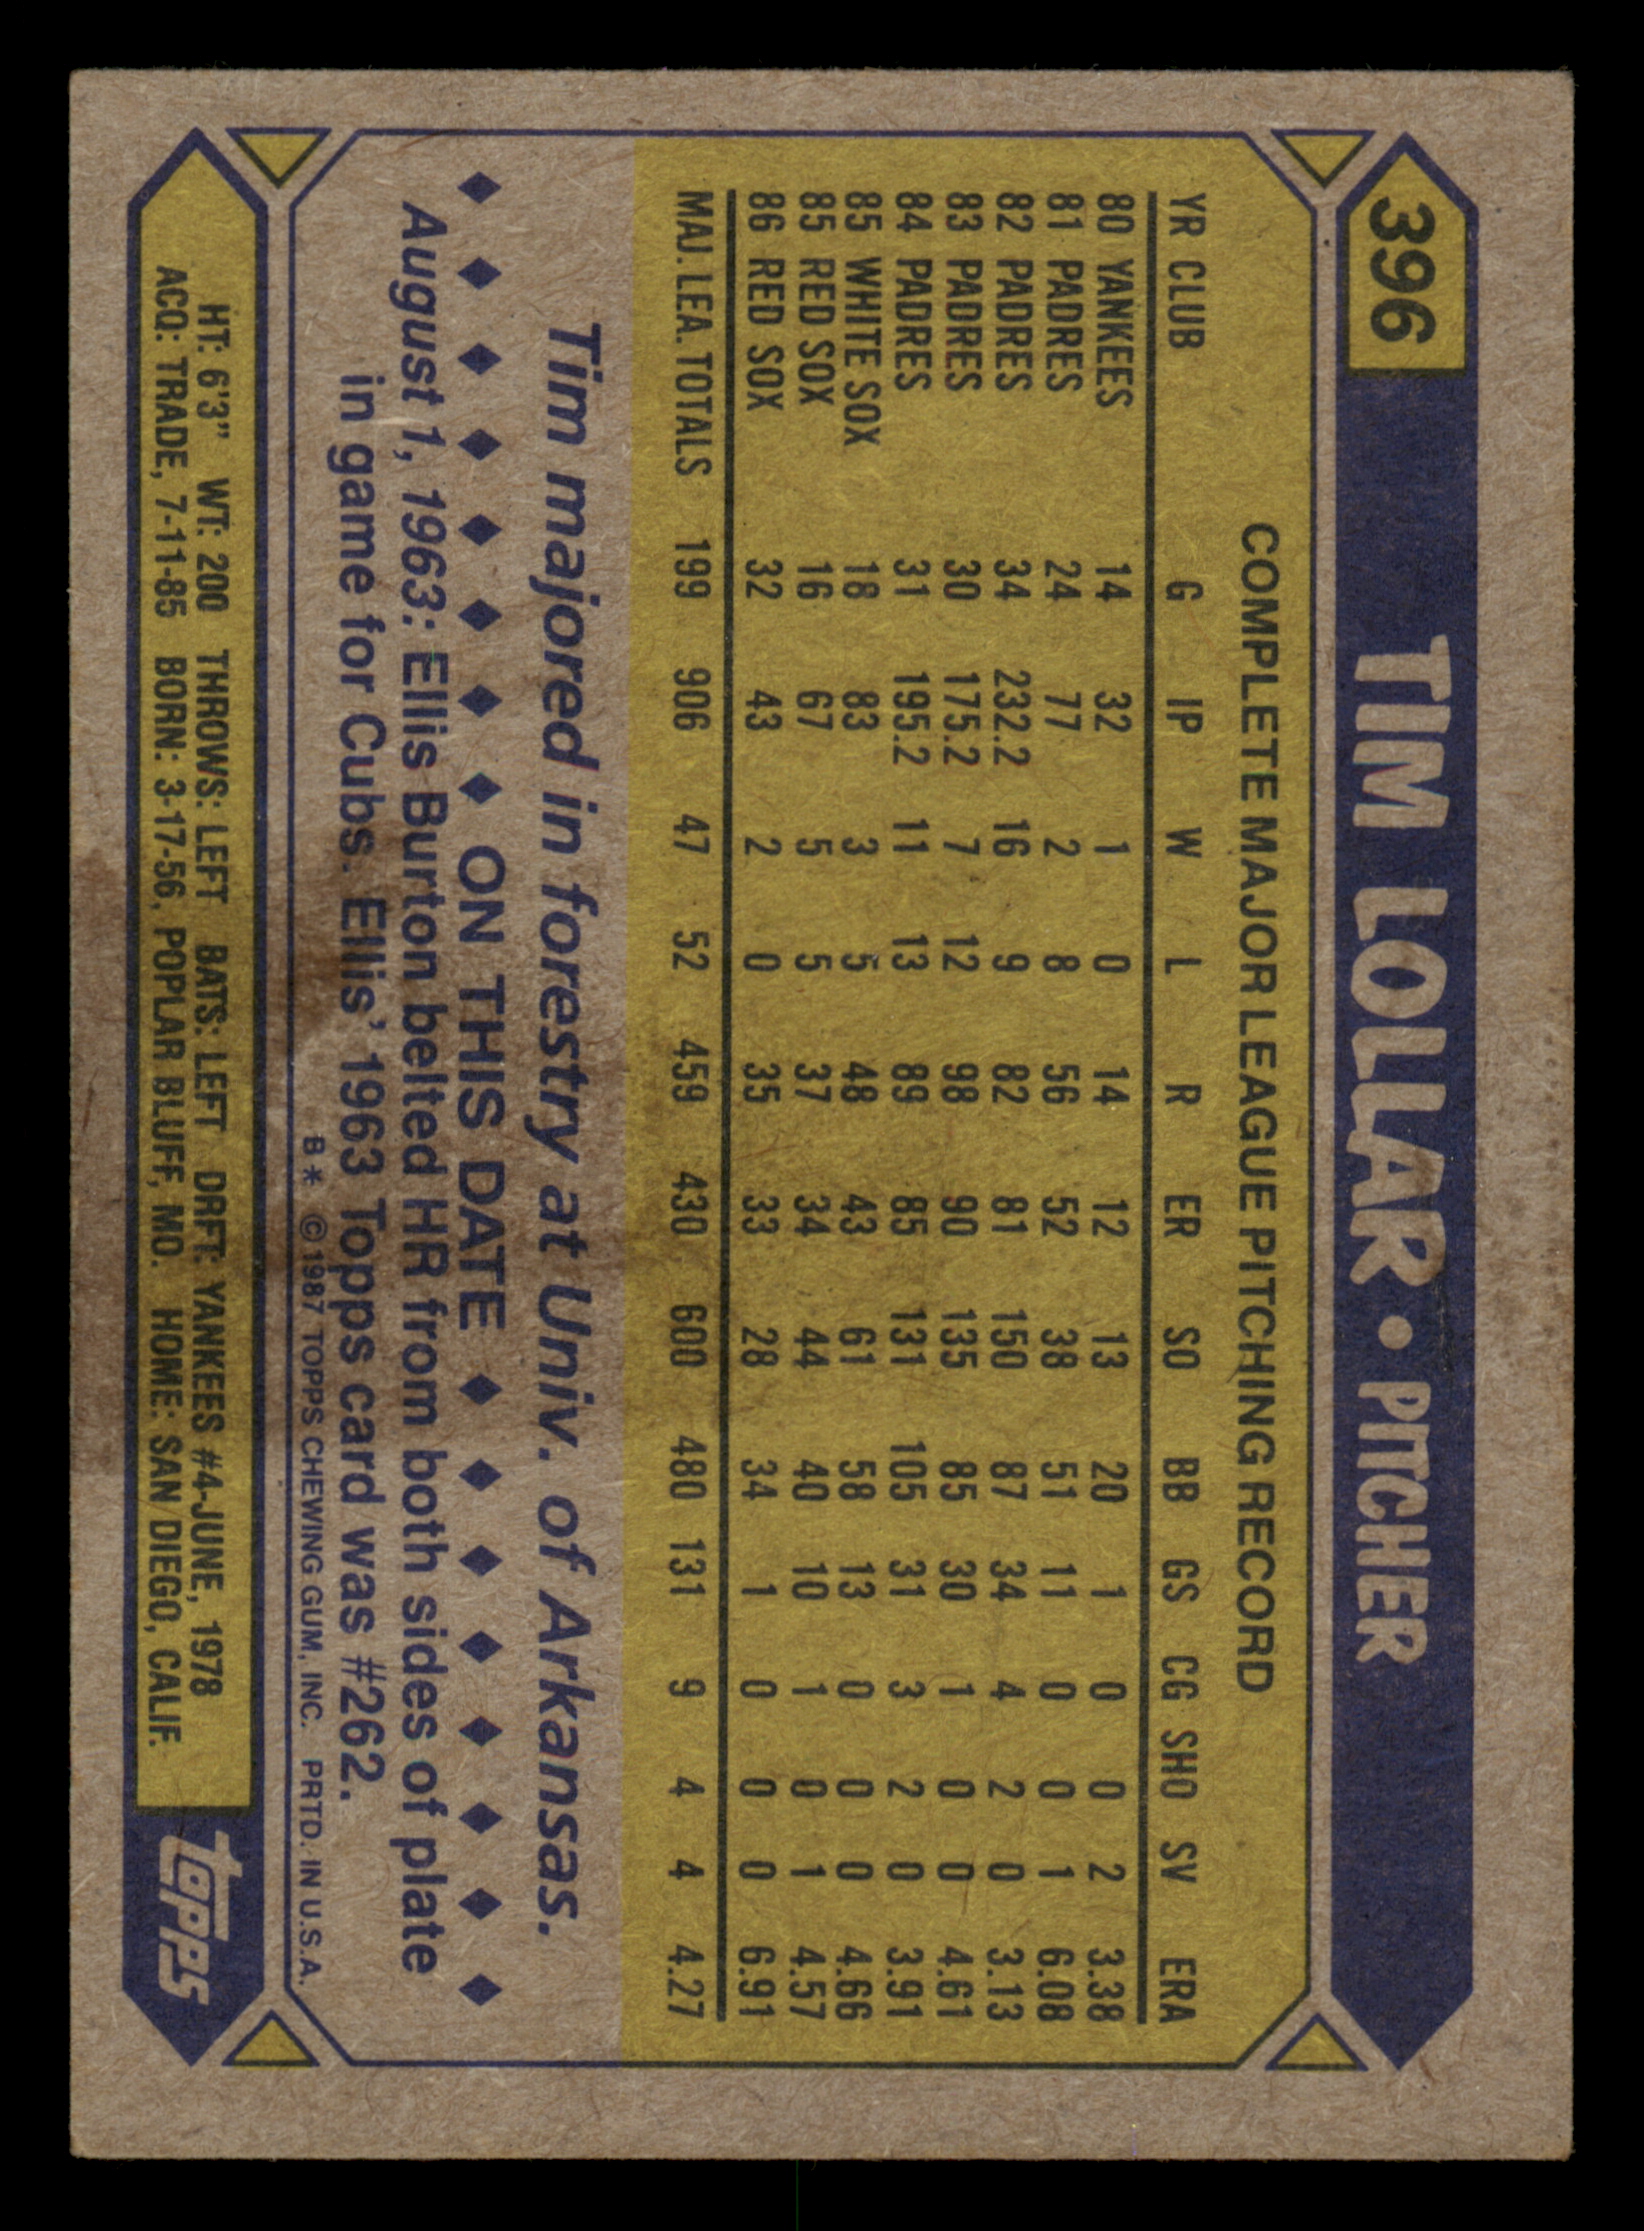 396 TIM LOLLAR • PITCHER
COMPLETE MAJOR LEAGUE PITCHING RECORD
YR CLUB G IP W L R ER SO BB GS CG SHO SV ERA
80 YANKEES 14 32 1 0 14 12 13 20 1 0 0 2 3.38
81 PADRES 24 77 2 8 56 52 38 51 11 0 0 1 6.08
82 PADRES 34 232.2 16 9 82 81 150 87 34 4 2 0 3.13
83 PADRES 30 175.2 7 12 98 90 135 85 30 1 0 0 4.61
84 PADRES 31 195.2 11 13 89 85 131 105 31 3 2 0 3.91
85 WHITE SOX 18 83 3 5 48 43 61 58 13 0 0 0 4.66
85 RED SOX 16 67 5 5 37 34 44 40 10 1 0 1 4.57
86 RED SOX 32 43 2 0 35 33 28 34 1 0 0 0 6.91
MAJ. LEA. TOTALS 199 906 47 52 459 430 600 480 131 9 4 4 4.27
Tim majored in forestry at Univ. of Arkansas.
ON THIS DATE
August 1, 1963: Ellis Burton belted HR from both sides of plate
in game for Cubs. Ellis' 1963 Topps card was #262.
B* ©1987 TOPPS CHEWING GUM, INC. PRTD. IN U.S.A.
HT: 6'3" WT: 200 THROWS: LEFT BATS: LEFT DRFT: YANKEES #4-JUNE, 1978
ACQ: TRADE, 7-11-85 BORN: 3-17-56, POPLAR BLUFF, MO. HOME: SAN DIEGO, CALIF.
topps